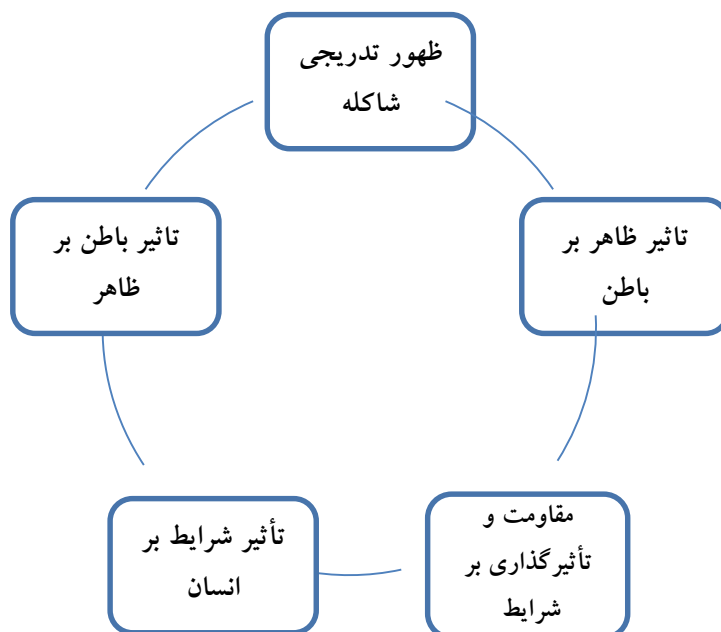 ظهور تدریجی
شاکله
تاثیر ظاهر بر
باطن
تاثیر باطن بر
ظاهر
مقاومت و
تأثیرگذاری بر
شرایط
تأثیر شرایط بر
انسان